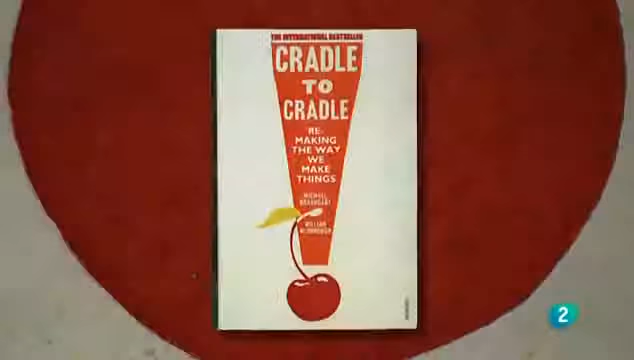 THE INTERNATIONAL BESTSELLER
CRADLE
TO
CRADLE
RE-
MAKING
THE WAY
WE
MAKE
THINGS
MICHAEL
BRAUNGART
WILLIAM
MCDONOUGH
2